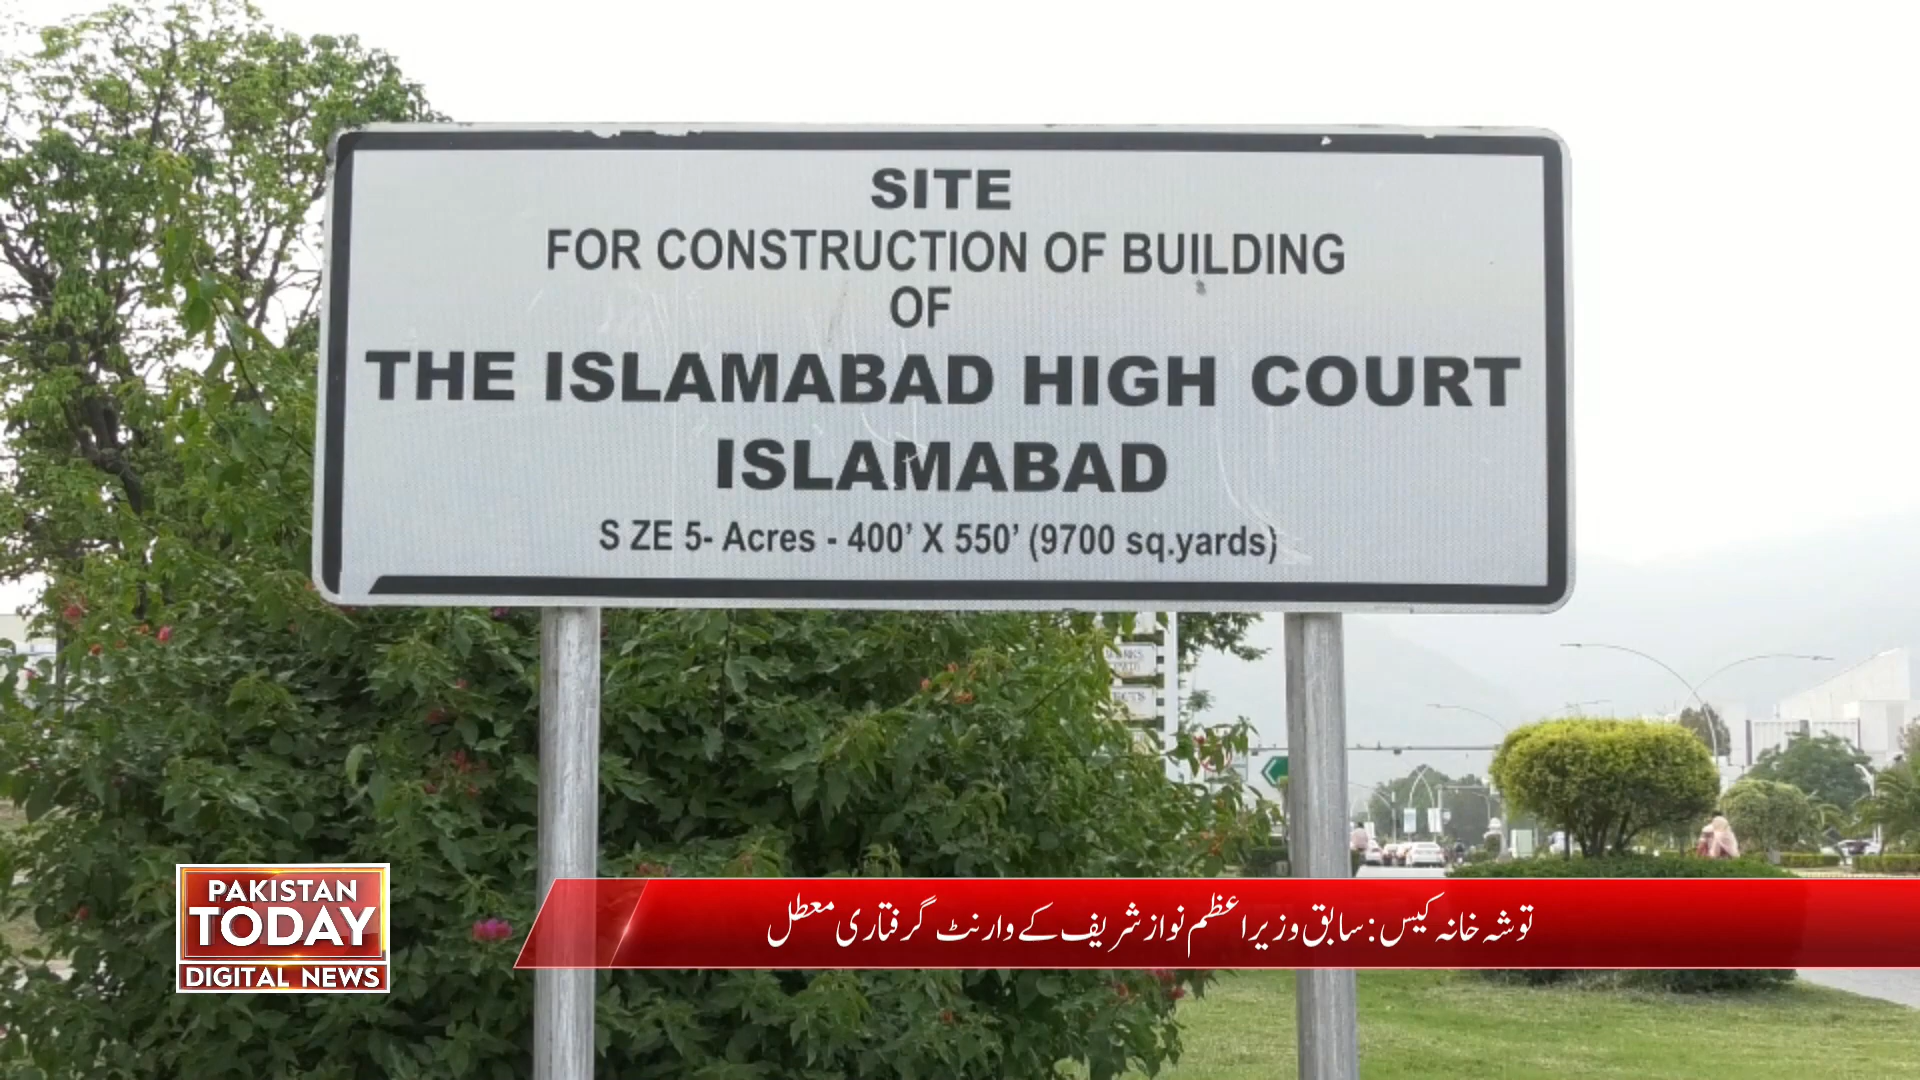 SITE
FOR CONSTRUCTION OF BUILDING
OF
THE ISLAMABAD HIGH COURT
ISLAMABAD
S ZE 5- Acres - 400’ X 550’ (9700 sq.yards)
PAKISTAN
TODAY
DIGITAL NEWS
توشہ خانہ کیس: سابق وزیراعظم نواز شریف کے وارنٹ گرفتاری معطل